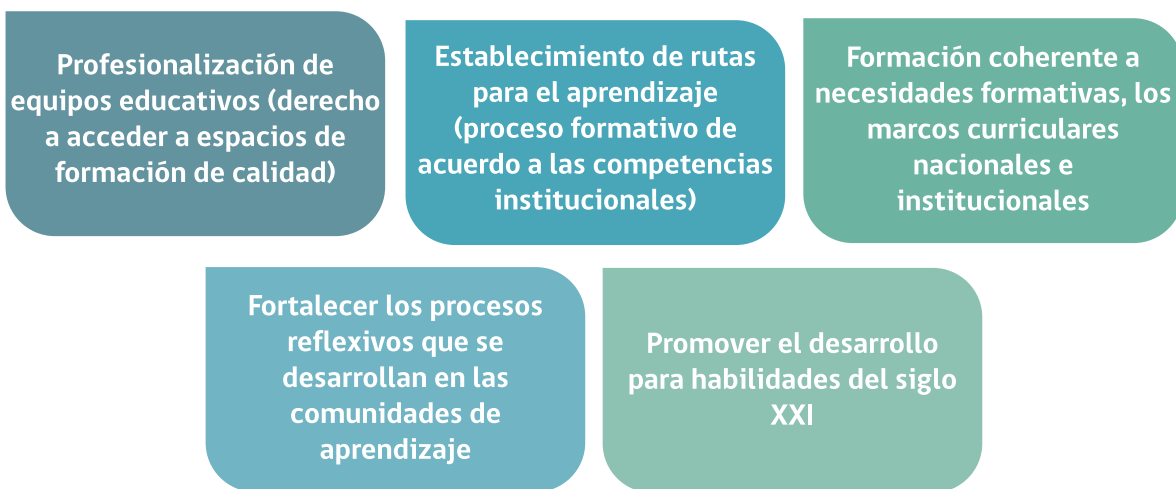 Profesionalización de
equipos educativos (derecho
a acceder a espacios de
formación de calidad)
Establecimiento de rutas
para el aprendizaje
(proceso formativo de
acuerdo a las competencias
institucionales)
Formación coherente a
necesidades formativas, los
marcos curriculares
nacionales e
institucionales
Fortalecer los procesos
reflexivos que se
desarrollan en las
comunidades de
aprendizaje
Promover el desarrollo
para habilidades del siglo
XXI